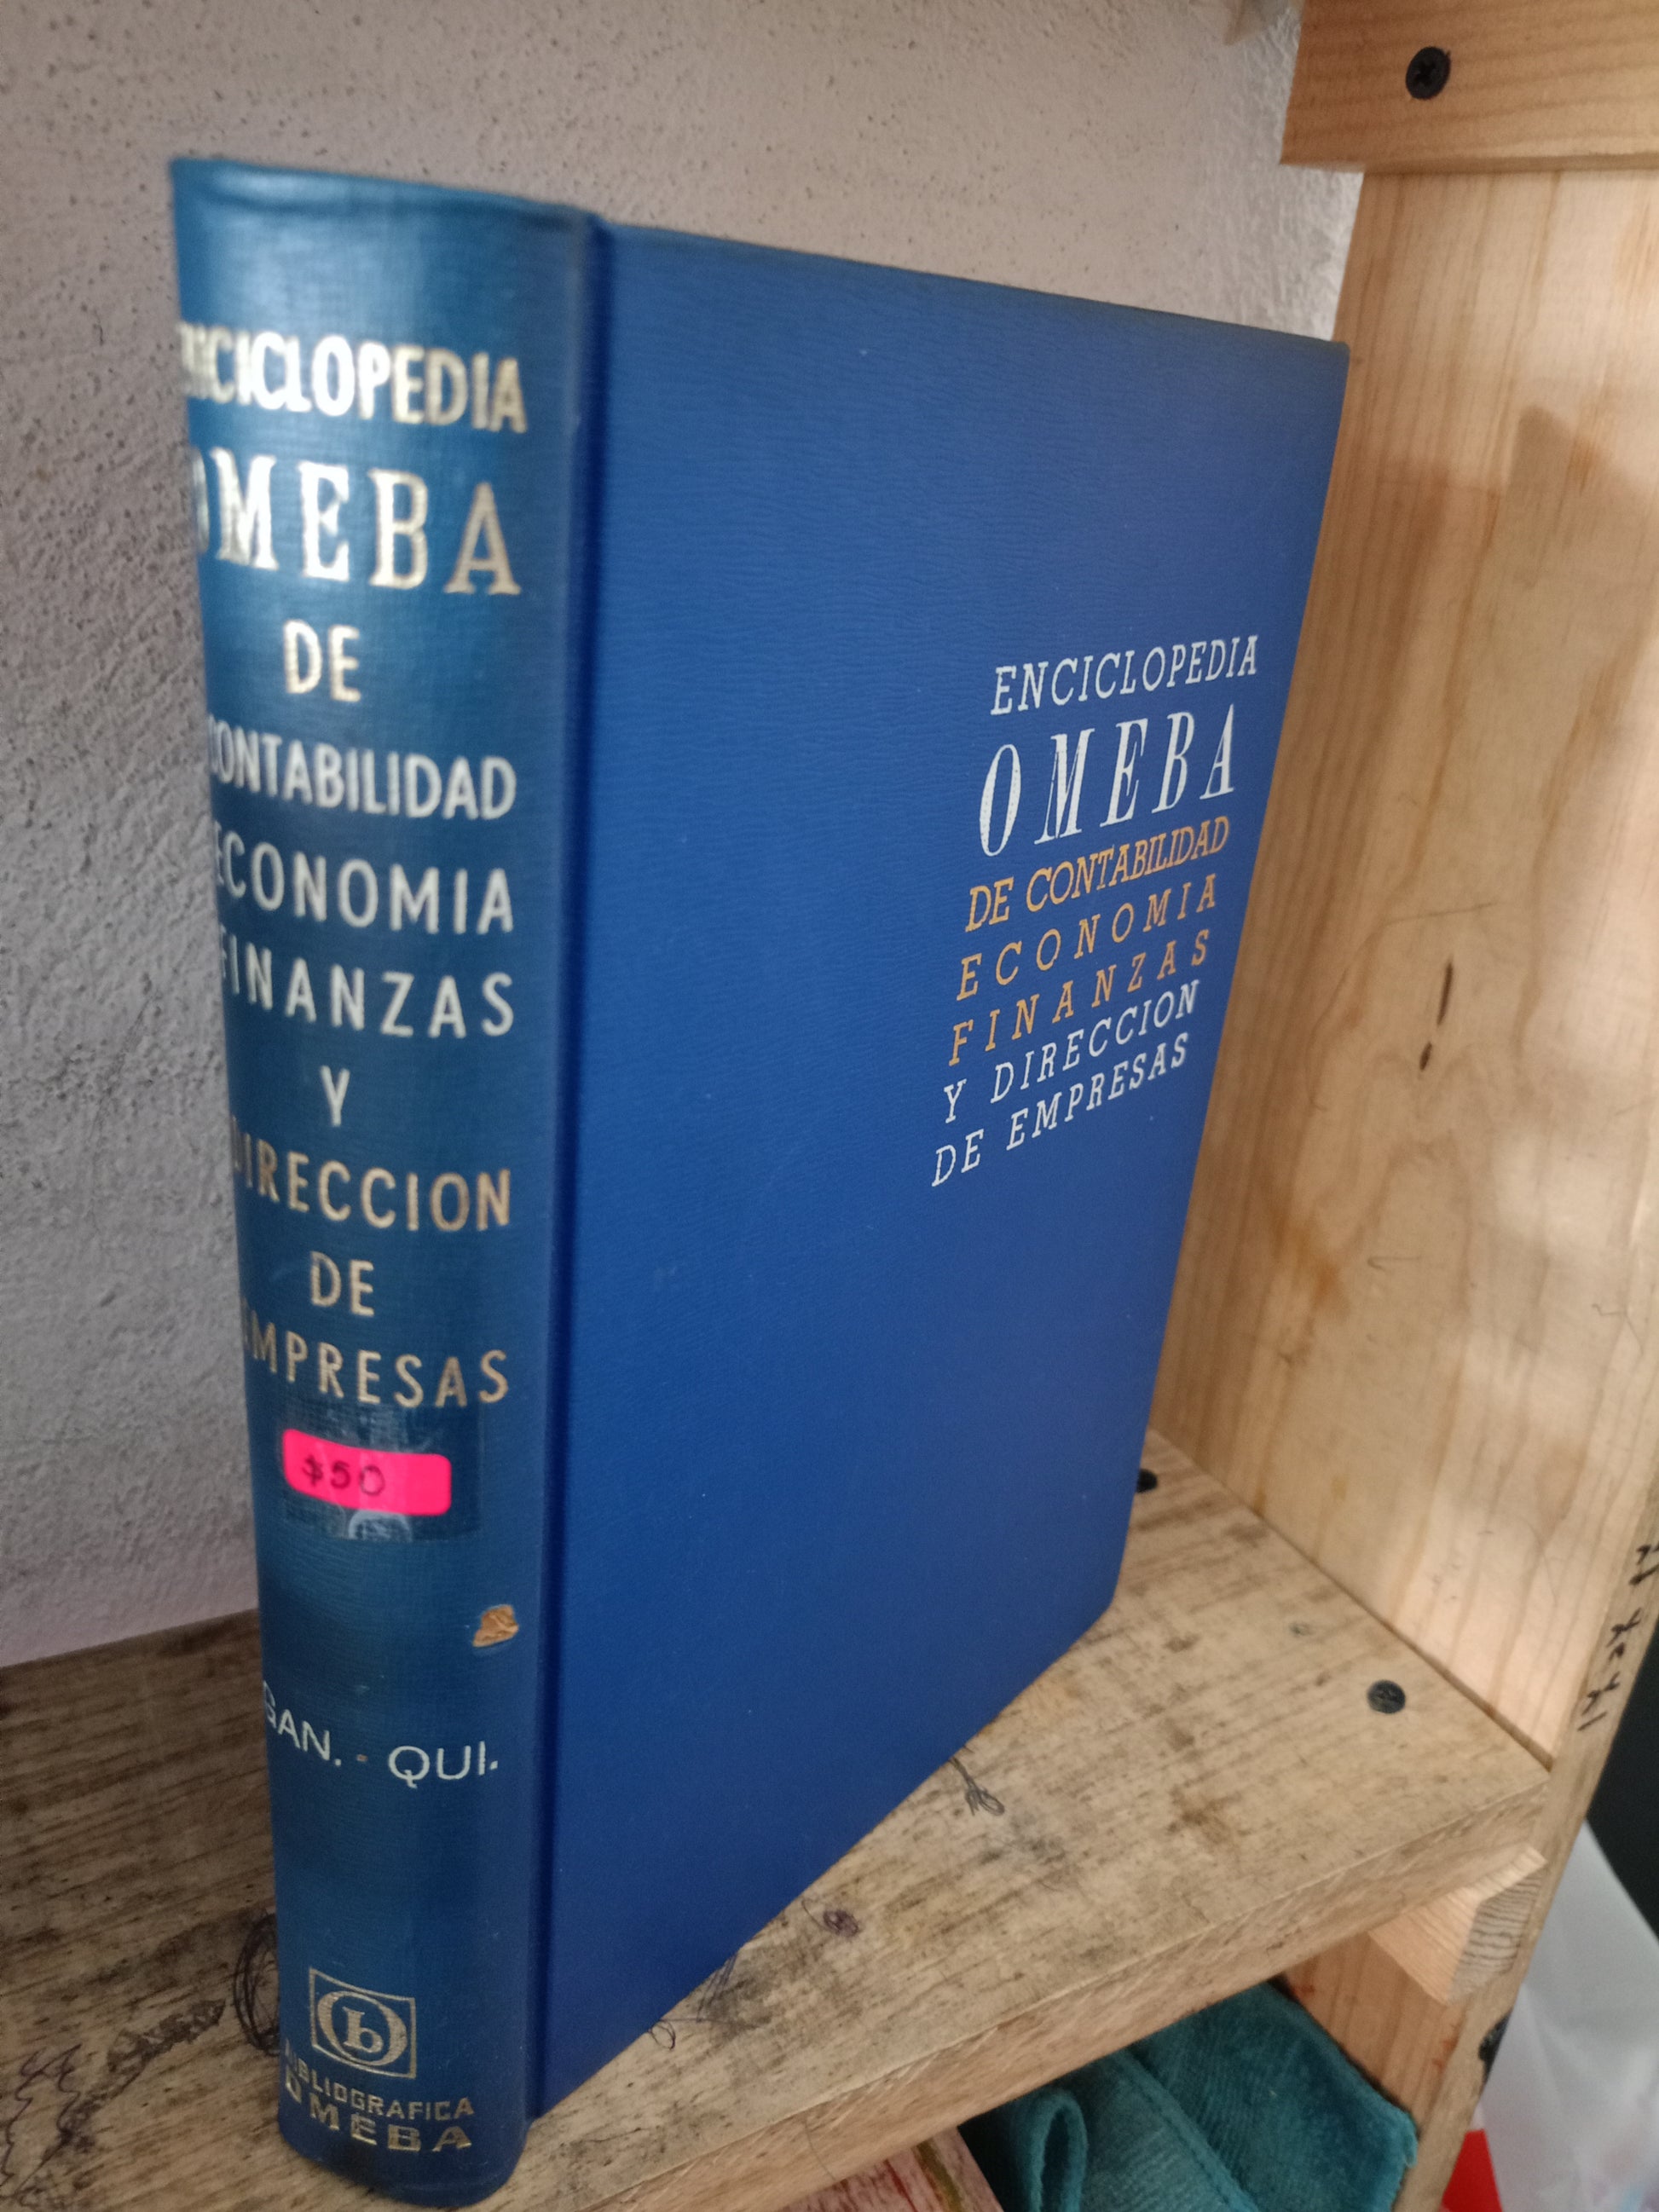 ENCICLOPEDIA
OMEBA
DE
CONTABILIDAD
ECONOMIA
FINANZAS
Y
DIRECCION
DE
EMPRESAS
$50
GAN. - QUI.
BIBLIOGRAFICA
OMEBA
ENCICLOPEDIA
OMEBA
DE CONTABILIDAD
ECONOMIA
FINANZAS
Y DIRECCION
DE EMPRESAS